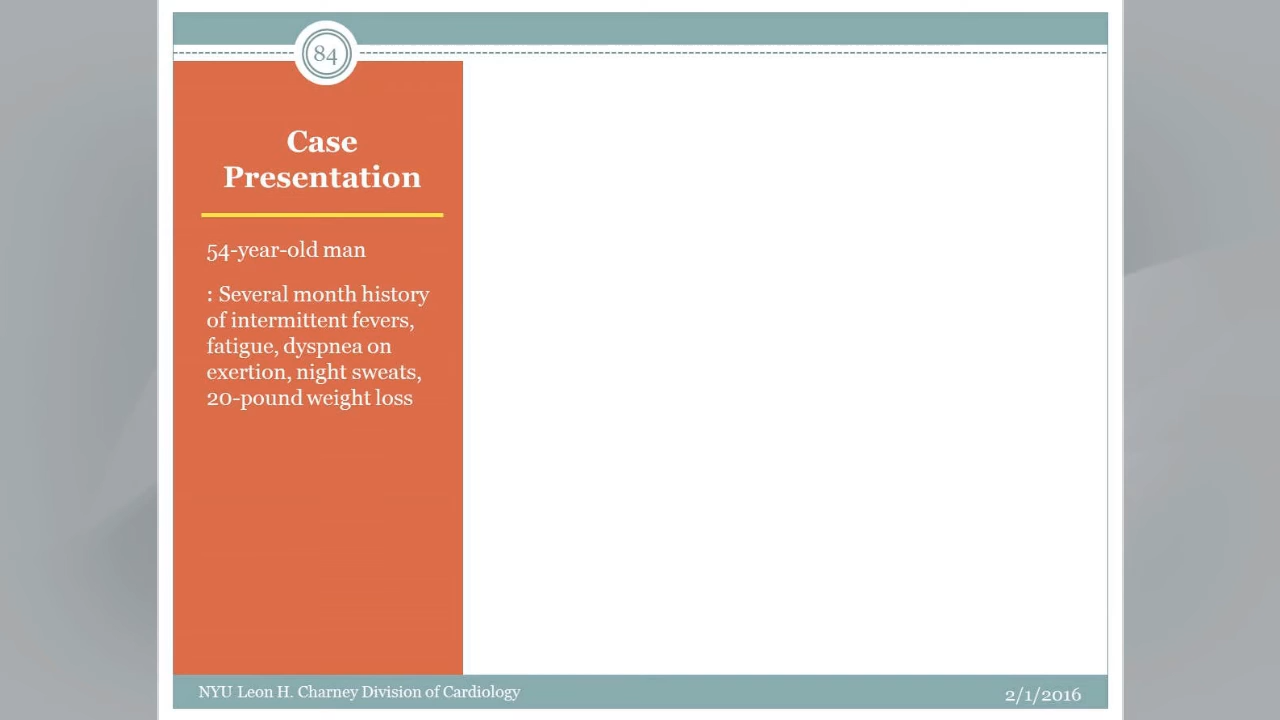 84
Case
Presentation
54-year-old man
: Several month history
of intermittent fevers,
fatigue, dyspnea on
exertion, night sweats,
20-pound weight loss
NYU Leon H. Charney Division of Cardiology
2/1/2016